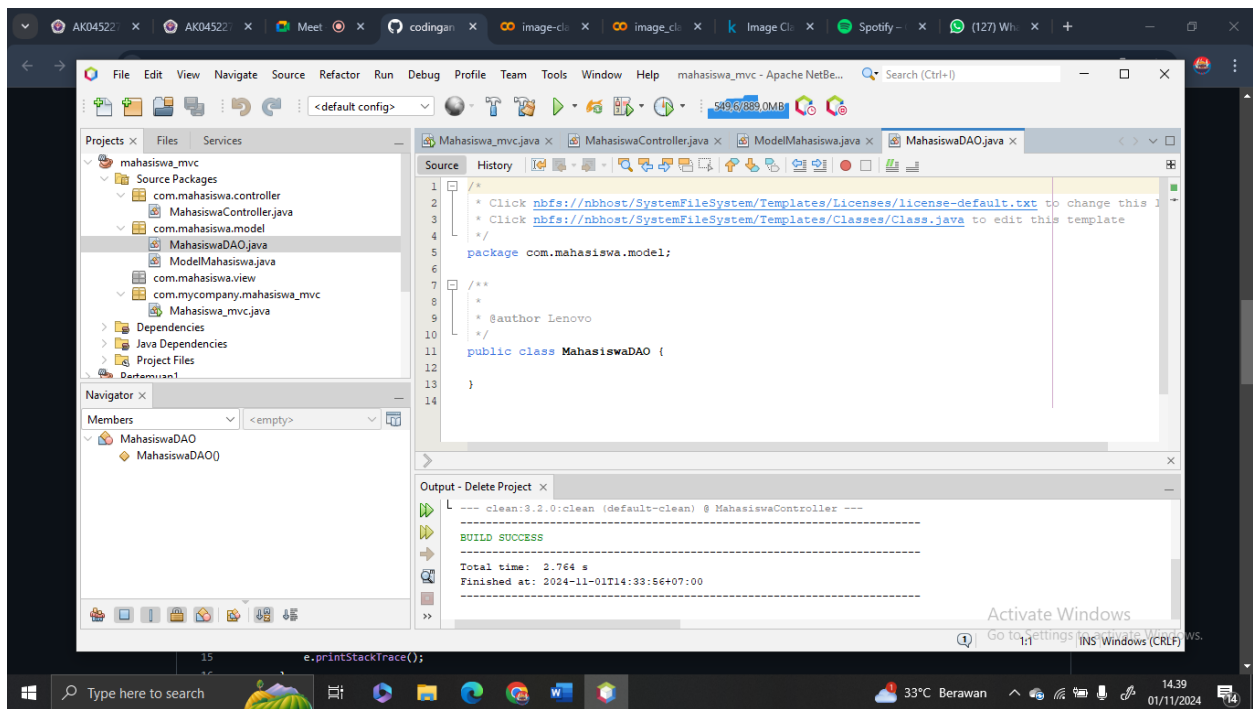 AK04522
AK04522
Meet
codingan
image-cla
image_cla
Image Cla
Spotify –
(127) Wh
File Edit View Navigate Source Refactor Run Debug Profile Team Tools Window Help mahasiswa_mvc - Apache NetBe... Search (Ctrl+I)
<default config>
549,6/889,0MB
Projects Files Services
mahasiswa_mvc
Source Packages
com.mahasiswa.controller
MahasiswaController.java
com.mahasiswa.model
MahasiswaDAO.java
ModelMahasiswa.java
com.mahasiswa.view
com.mycompany.mahasiswa_mvc
Mahasiswa_mvc.java
Dependencies
Java Dependencies
Project Files
Pertemuan1
Navigator
Members <empty>
MahasiswaDAO
MahasiswaDAO()
Mahasiswa_mvc.java MahasiswaController.java ModelMahasiswa.java MahasiswaDAO.java
Source History
1 /*
2 * Click nbfs://nbhost/SystemFileSystem/Templates/Licenses/license-default.txt to change this l
3 * Click nbfs://nbhost/SystemFileSystem/Templates/Classes/Class.java to edit this template
4 */
5 package com.mahasiswa.model;
6
7 /**
8 *
9 * @author Lenovo
10 */
11 public class MahasiswaDAO {
12
13 }
14
Output - Delete Project
--- clean:3.2.0:clean (default-clean) @ MahasiswaController ---
------------------------------------------------------------------------
BUILD SUCCESS
------------------------------------------------------------------------
Total time: 2.764 s
Finished at: 2024-11-01T14:33:56+07:00
------------------------------------------------------------------------
Activate Windows
Go to Settings to activate Windows.
1 1:1 INS Windows (CRLF)
15 e.printStackTrace();
Type here to search
33°C Berawan
14.39
01/11/2024
14